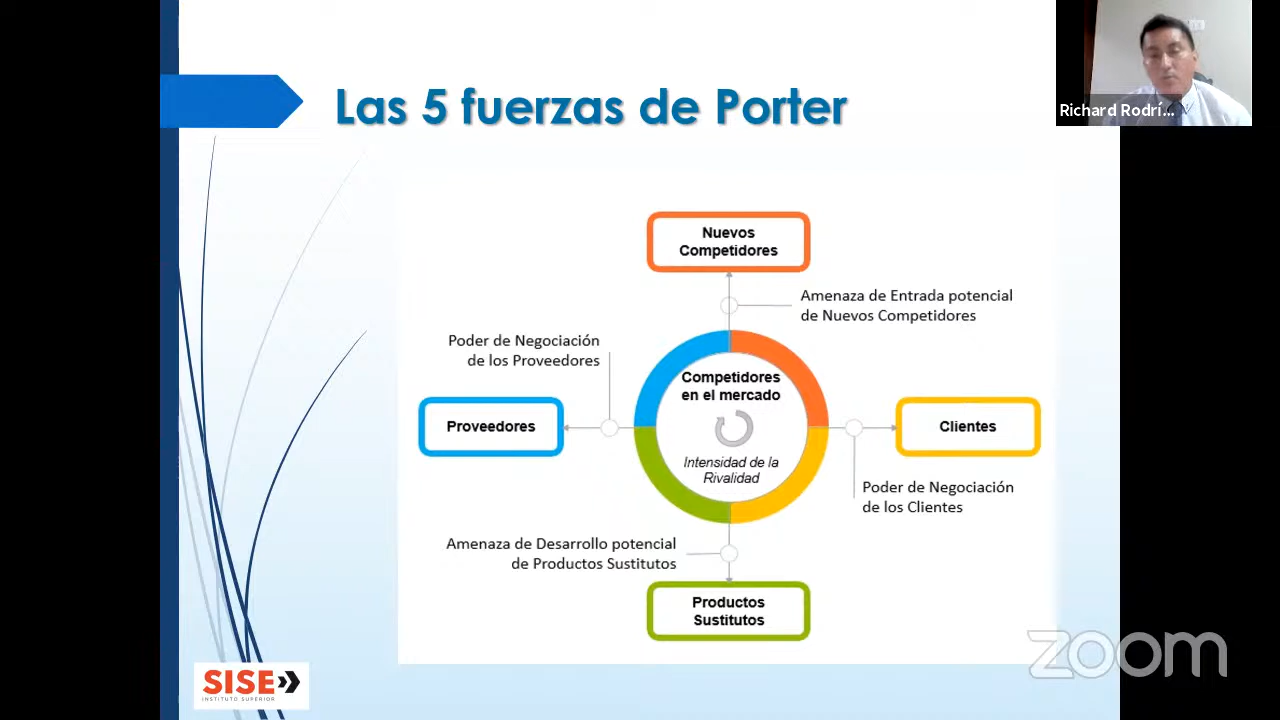 Las 5 fuerzas de Porter
Richard Rodrí...
Nuevos
Competidores
Amenaza de Entrada potencial
de Nuevos Competidores
Poder de Negociación
de los Proveedores
Competidores
en el mercado
Proveedores
Clientes
Intensidad de la
Rivalidad
Poder de Negociación
de los Clientes
Amenaza de Desarrollo potencial
de Productos Sustitutos
Productos
Sustitutos
zoom
SISE
INSTITUTO SUPERIOR